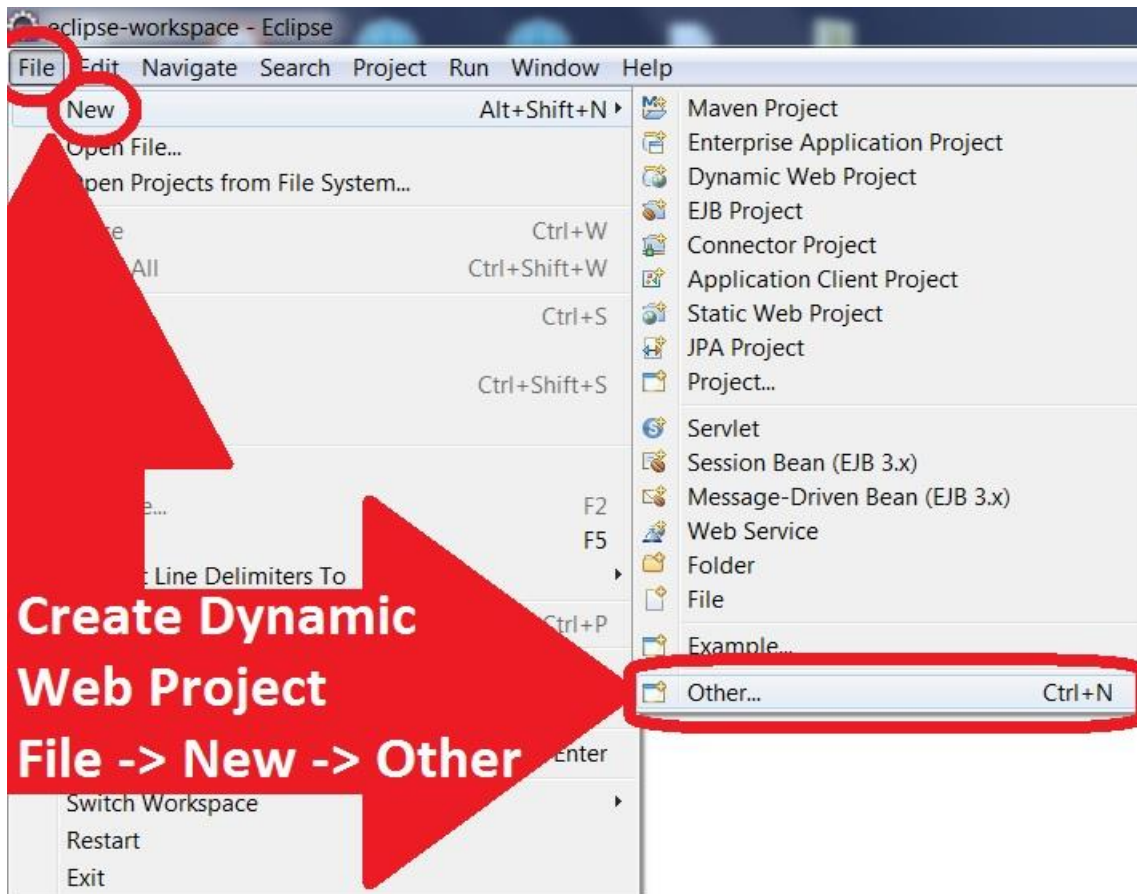 eclipse-workspace - Eclipse
File Edit Navigate Search Project Run Window Help
New Alt+Shift+N
Open File...
Open Projects from File System...
Ctrl+W
All Ctrl+Shift+W
Ctrl+S
Ctrl+Shift+S
F2
F5
Line Delimiters To
Ctrl+P
Enter
Switch Workspace
Restart
Exit
Maven Project
Enterprise Application Project
Dynamic Web Project
EJB Project
Connector Project
Application Client Project
Static Web Project
JPA Project
Project...
Servlet
Session Bean (EJB 3.x)
Message-Driven Bean (EJB 3.x)
Web Service
Folder
File
Example...
Other... Ctrl+N
Create Dynamic
Web Project
File -> New -> Other